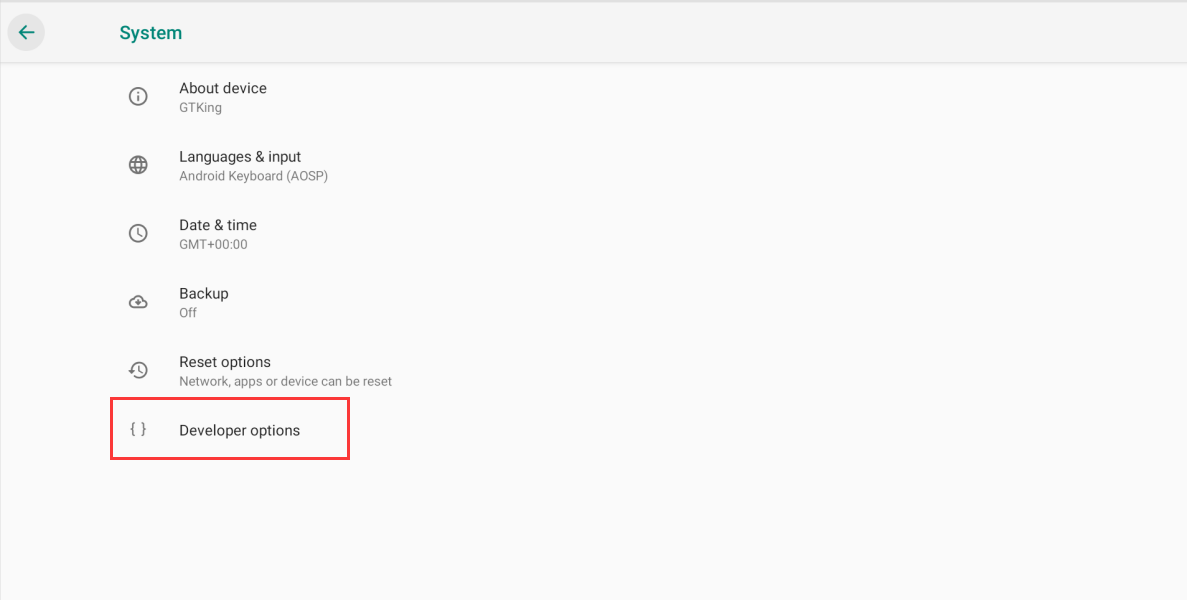 System
About device
GTKing
Languages & input
Android Keyboard (AOSP)
Date & time
GMT+00:00
Backup
Off
Reset options
Network, apps or device can be reset
{ } Developer options